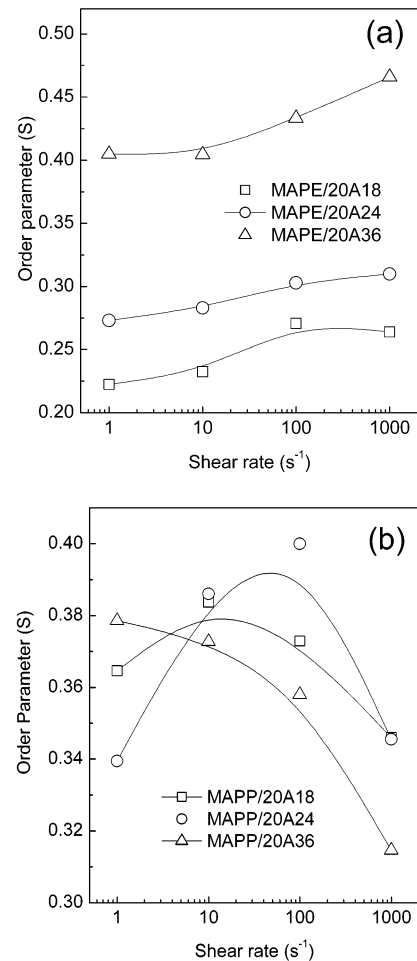 (a)
0.50
0.45
0.40
0.35
0.30
0.25
0.20
Order parameter (S)
MAPE/20A18
MAPE/20A24
MAPE/20A36
1 10 100 1000
Shear rate (s⁻¹)
(b)
0.40
0.38
0.36
0.34
0.32
0.30
Order Parameter (S)
MAPP/20A18
MAPP/20A24
MAPP/20A36
1 10 100 1000
Shear rate (s⁻¹)